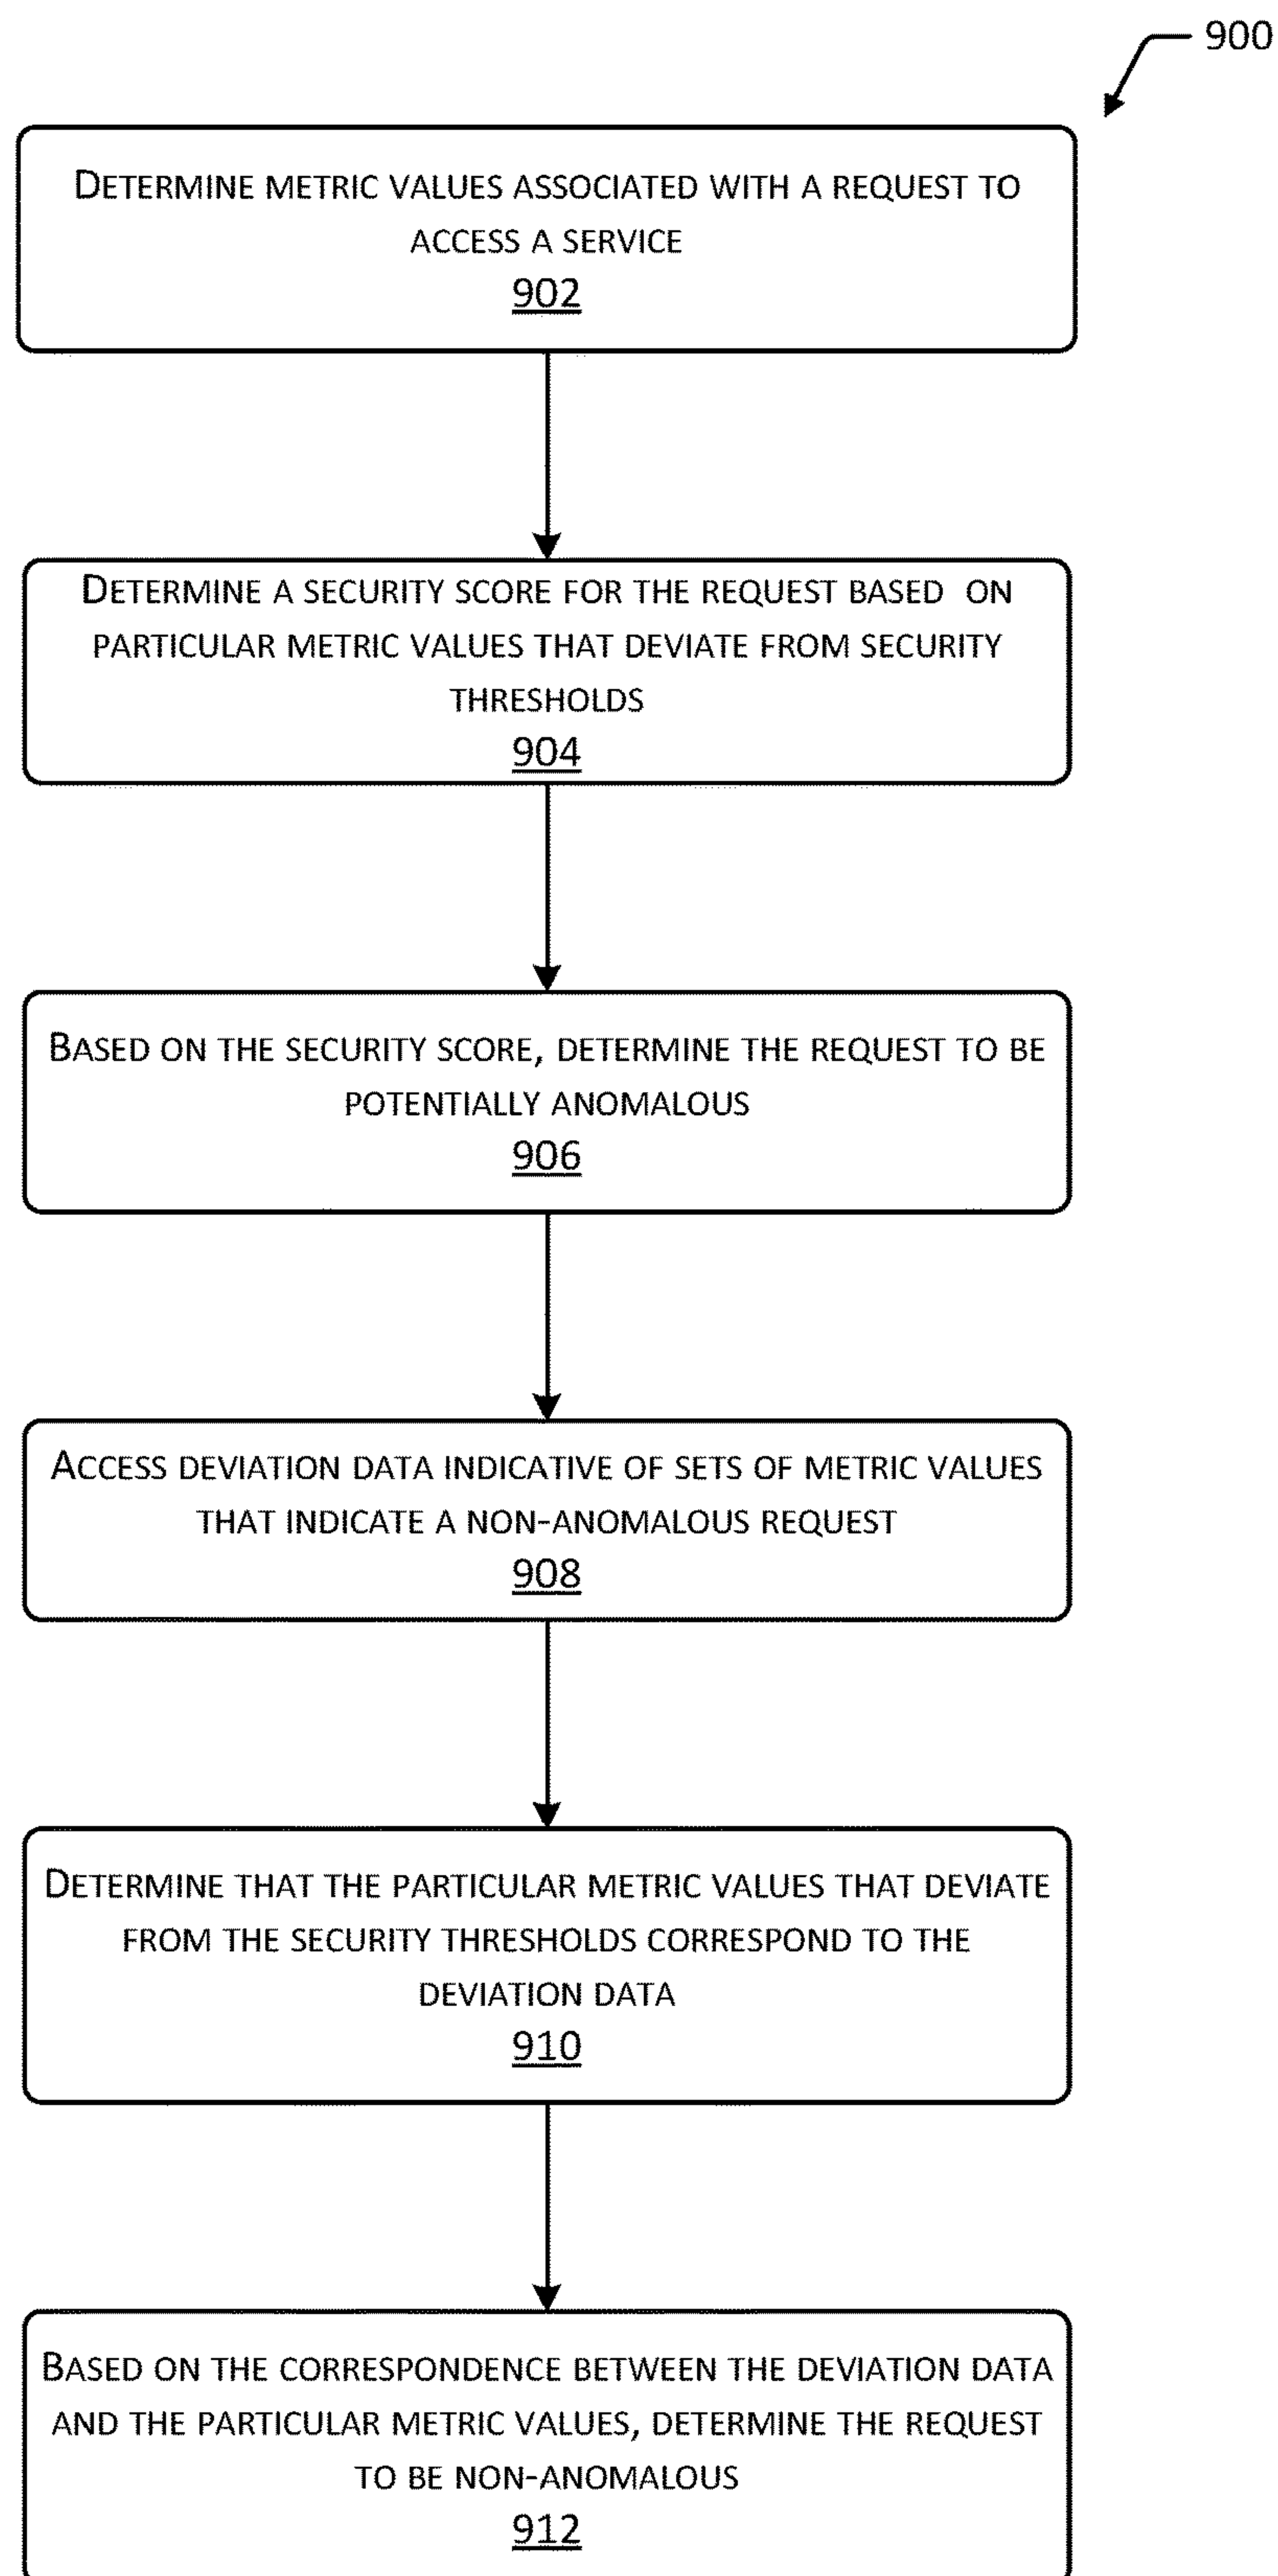 900
DETERMINE METRIC VALUES ASSOCIATED WITH A REQUEST TO
ACCESS A SERVICE
902
DETERMINE A SECURITY SCORE FOR THE REQUEST BASED ON
PARTICULAR METRIC VALUES THAT DEVIATE FROM SECURITY
THRESHOLDS
904
BASED ON THE SECURITY SCORE, DETERMINE THE REQUEST TO BE
POTENTIALLY ANOMALOUS
906
ACCESS DEVIATION DATA INDICATIVE OF SETS OF METRIC VALUES
THAT INDICATE A NON-ANOMALOUS REQUEST
908
DETERMINE THAT THE PARTICULAR METRIC VALUES THAT DEVIATE
FROM THE SECURITY THRESHOLDS CORRESPOND TO THE
DEVIATION DATA
910
BASED ON THE CORRESPONDENCE BETWEEN THE DEVIATION DATA
AND THE PARTICULAR METRIC VALUES, DETERMINE THE REQUEST
TO BE NON-ANOMALOUS
912